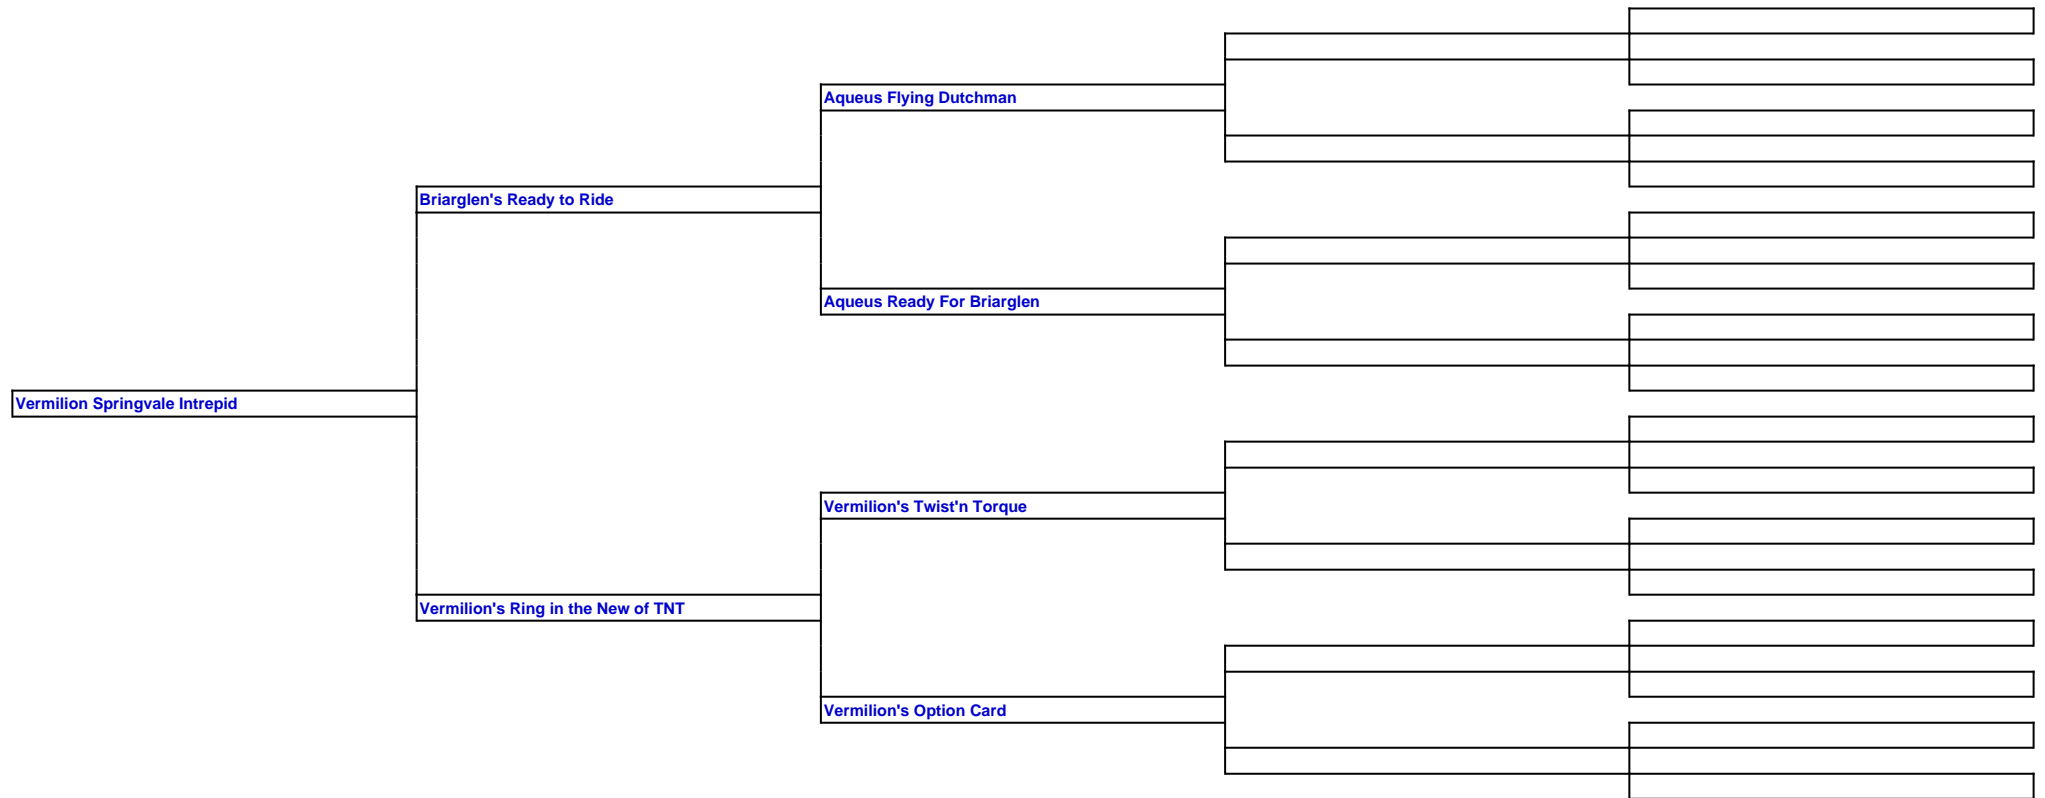 Aqueus Flying Dutchman
Briarglen's Ready to Ride
Aqueus Ready For Briarglen
Vermilion Springvale Intrepid
Vermilion's Twist'n Torque
Vermilion's Ring in the New of TNT
Vermilion's Option Card